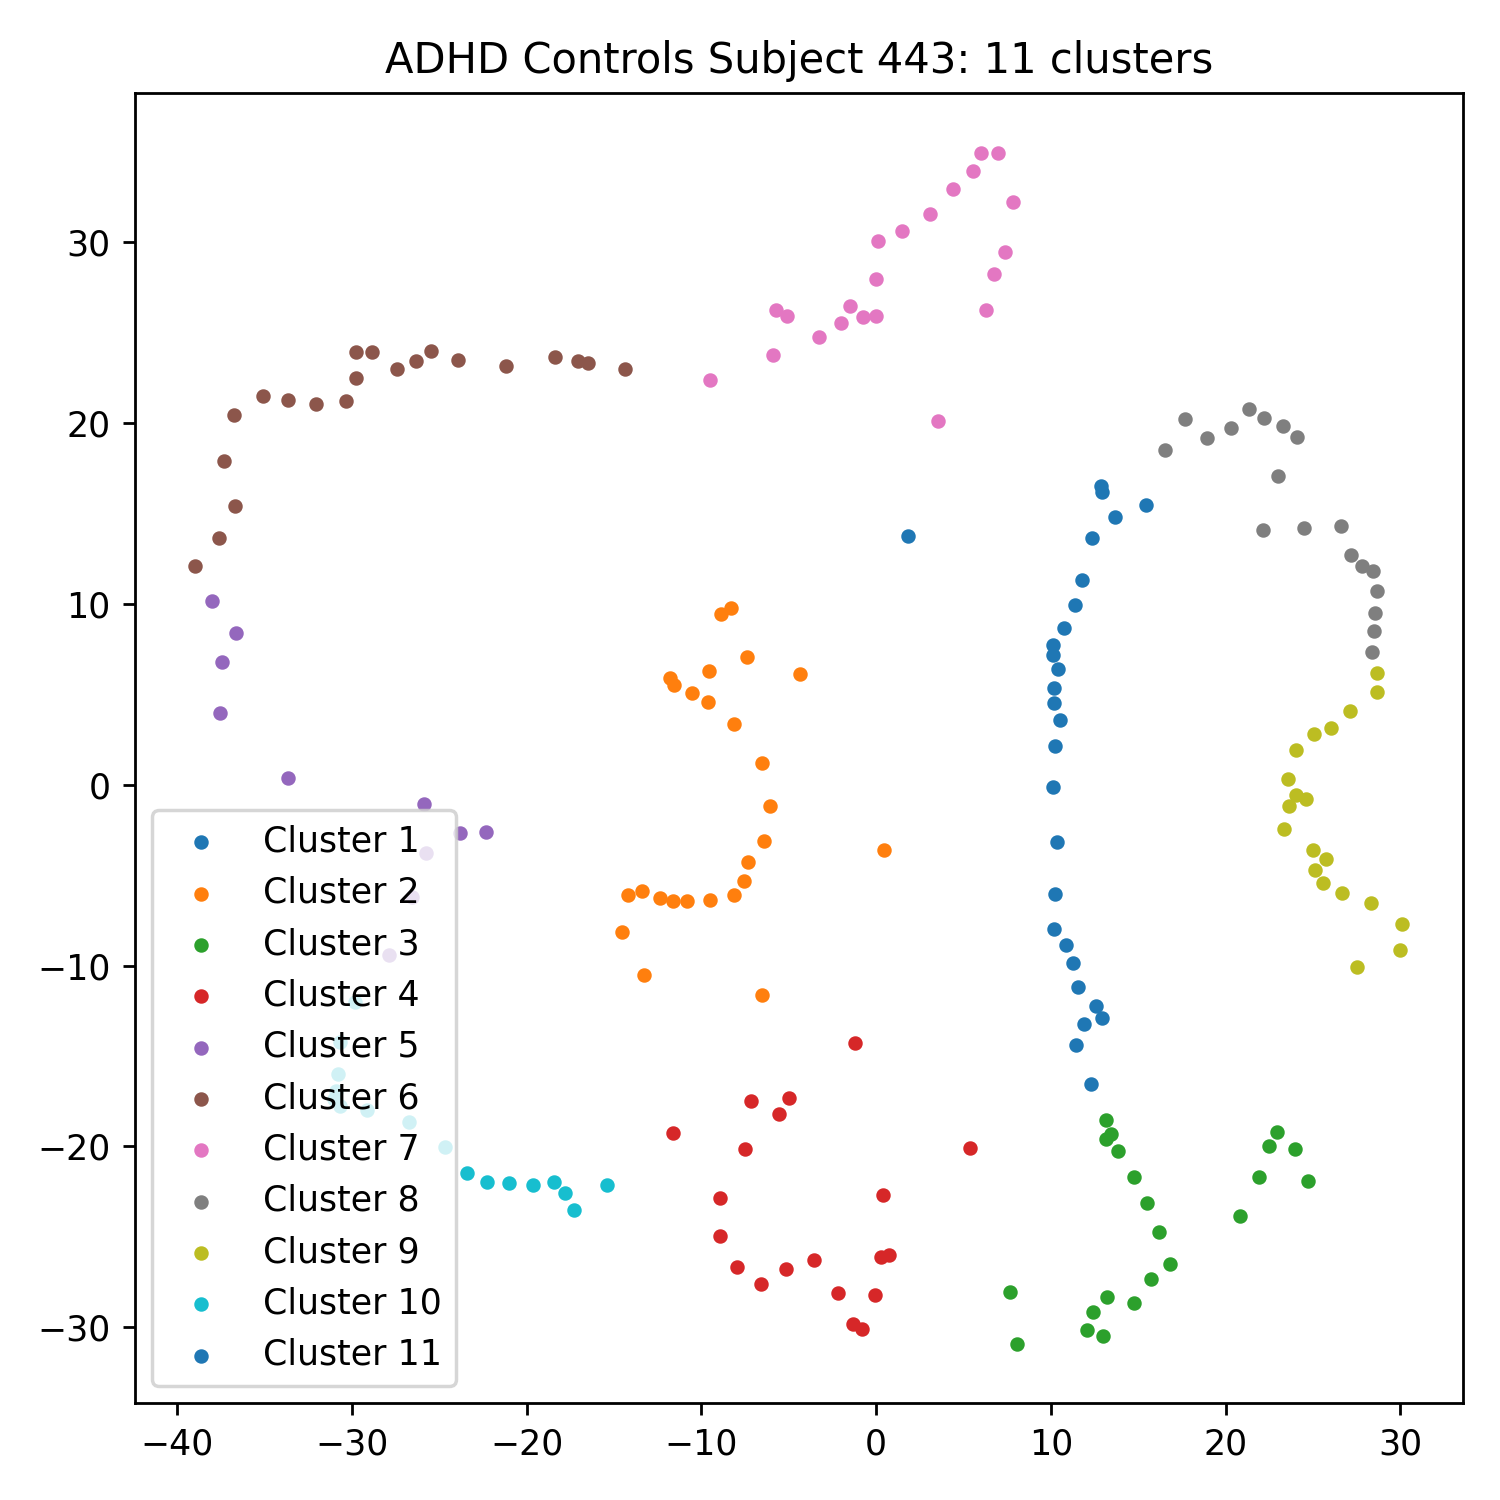 ADHD Controls Subject 443: 11 clusters
30
20
10
0
−10
−20
−30
Cluster 1
Cluster 2
Cluster 3
Cluster 4
Cluster 5
Cluster 6
Cluster 7
Cluster 8
Cluster 9
Cluster 10
Cluster 11
−40 −30 −20 −10 0 10 20 30